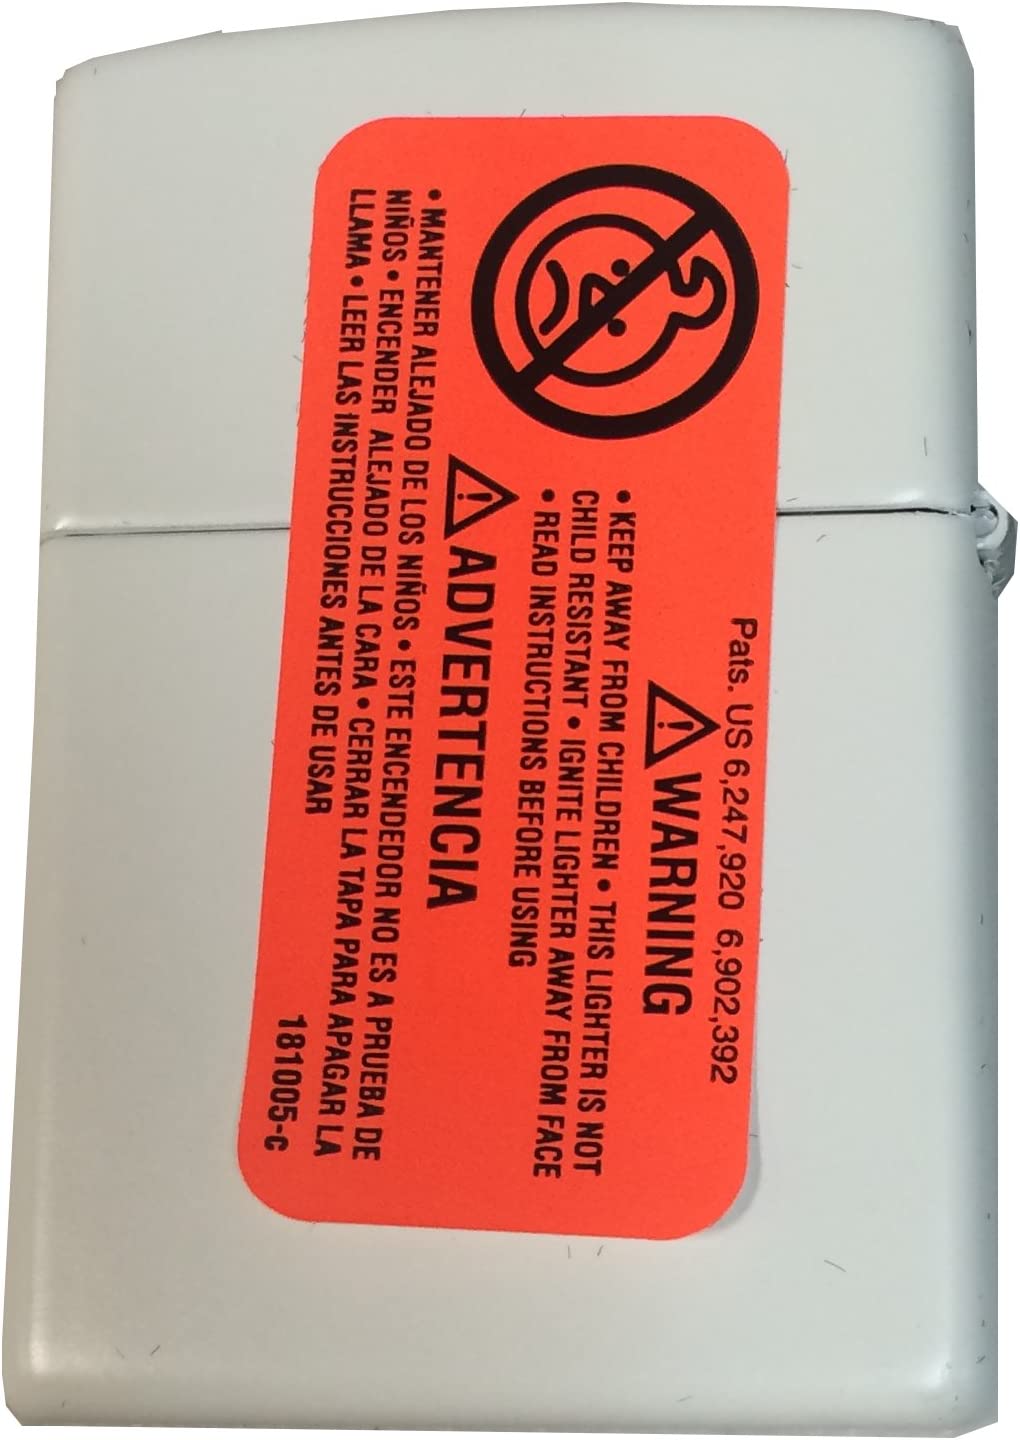 Pats. US 6,247,920 6,902,392
⚠ WARNING
• KEEP AWAY FROM CHILDREN • THIS LIGHTER IS NOT
CHILD RESISTANT • IGNITE LIGHTER AWAY FROM FACE
• READ INSTRUCTIONS BEFORE USING
⚠ ADVERTENCIA
• MANTENER ALEJADO DE LOS NIÑOS • ESTE ENCENDEDOR NO ES A PRUEBA DE
NIÑOS • ENCENDER ALEJADO DE LA CARA • CERRAR LA TAPA PARA APAGAR LA
LLAMA • LEER LAS INSTRUCCIONES ANTES DE USAR
181005-c